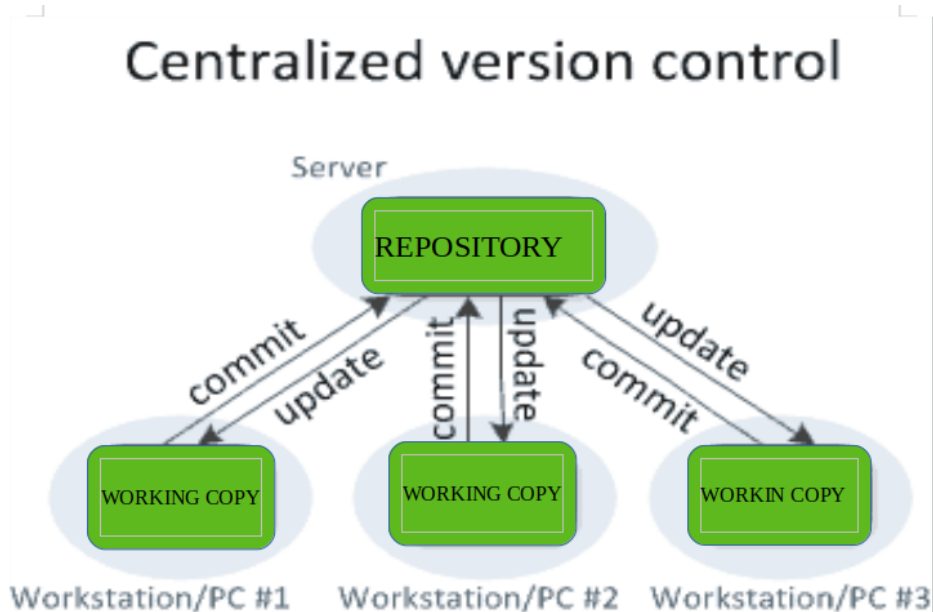 Centralized version control
Server
REPOSITORY
commit
update
commit
update
update
commit
WORKING COPY
WORKING COPY
WORKIN COPY
Workstation/PC #1
Workstation/PC #2
Workstation/PC #3